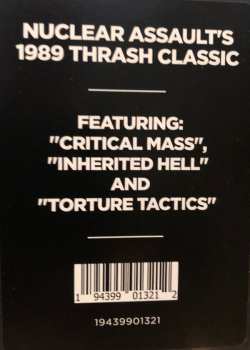 NUCLEAR ASSAULT'S
1989 THRASH CLASSIC
FEATURING:
"CRITICAL MASS",
"INHERITED HELL"
AND
"TORTURE TACTICS"
1 94399 01321 2
19439901321